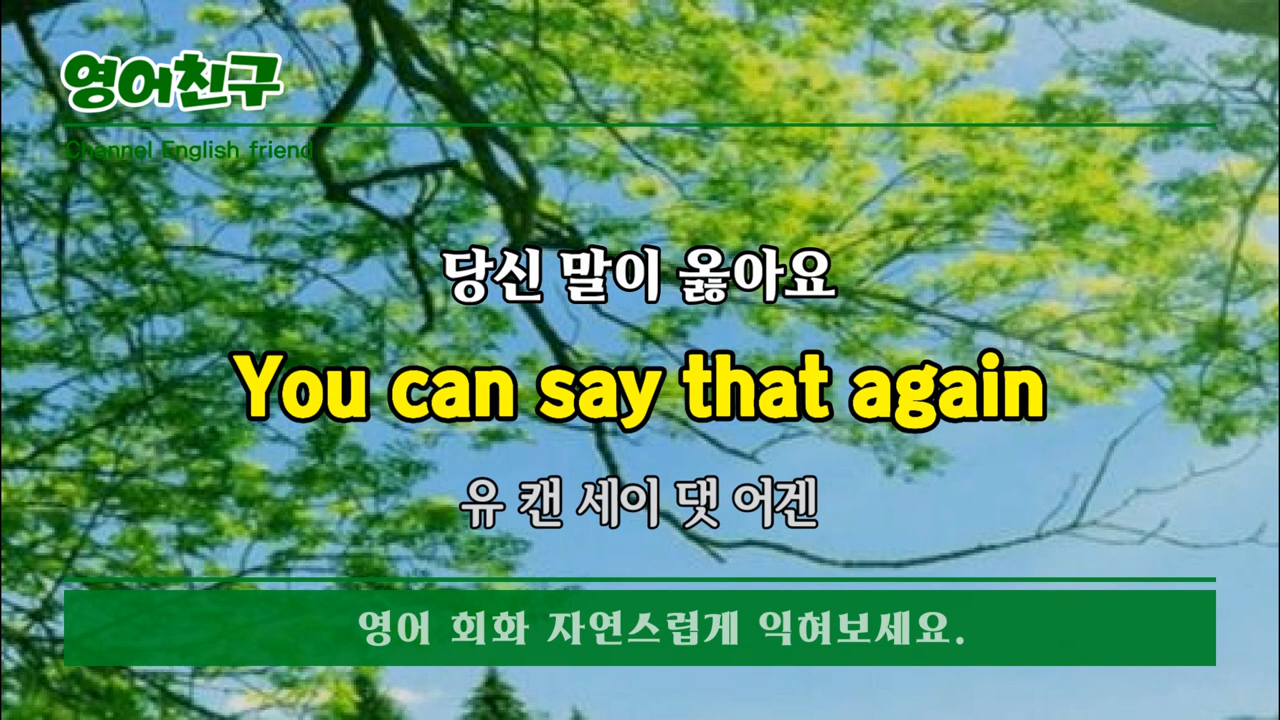 영어친구
Channel English friend
당신 말이 옳아요
You can say that again
유 캔 세이 댓 어겐
영어 회화 자연스럽게 익혀보세요.